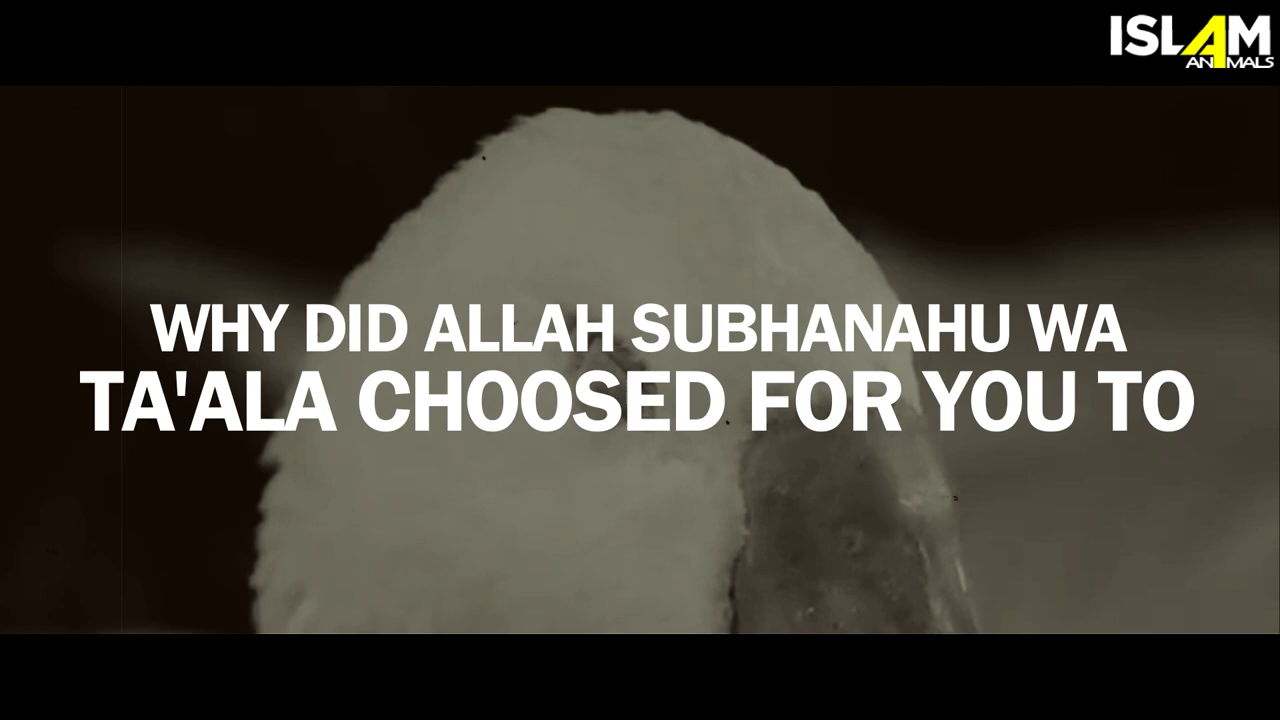 ISLAM
ANIMALS
WHY DID ALLAH SUBHANAHU WA
TA'ALA CHOOSED FOR YOU TO